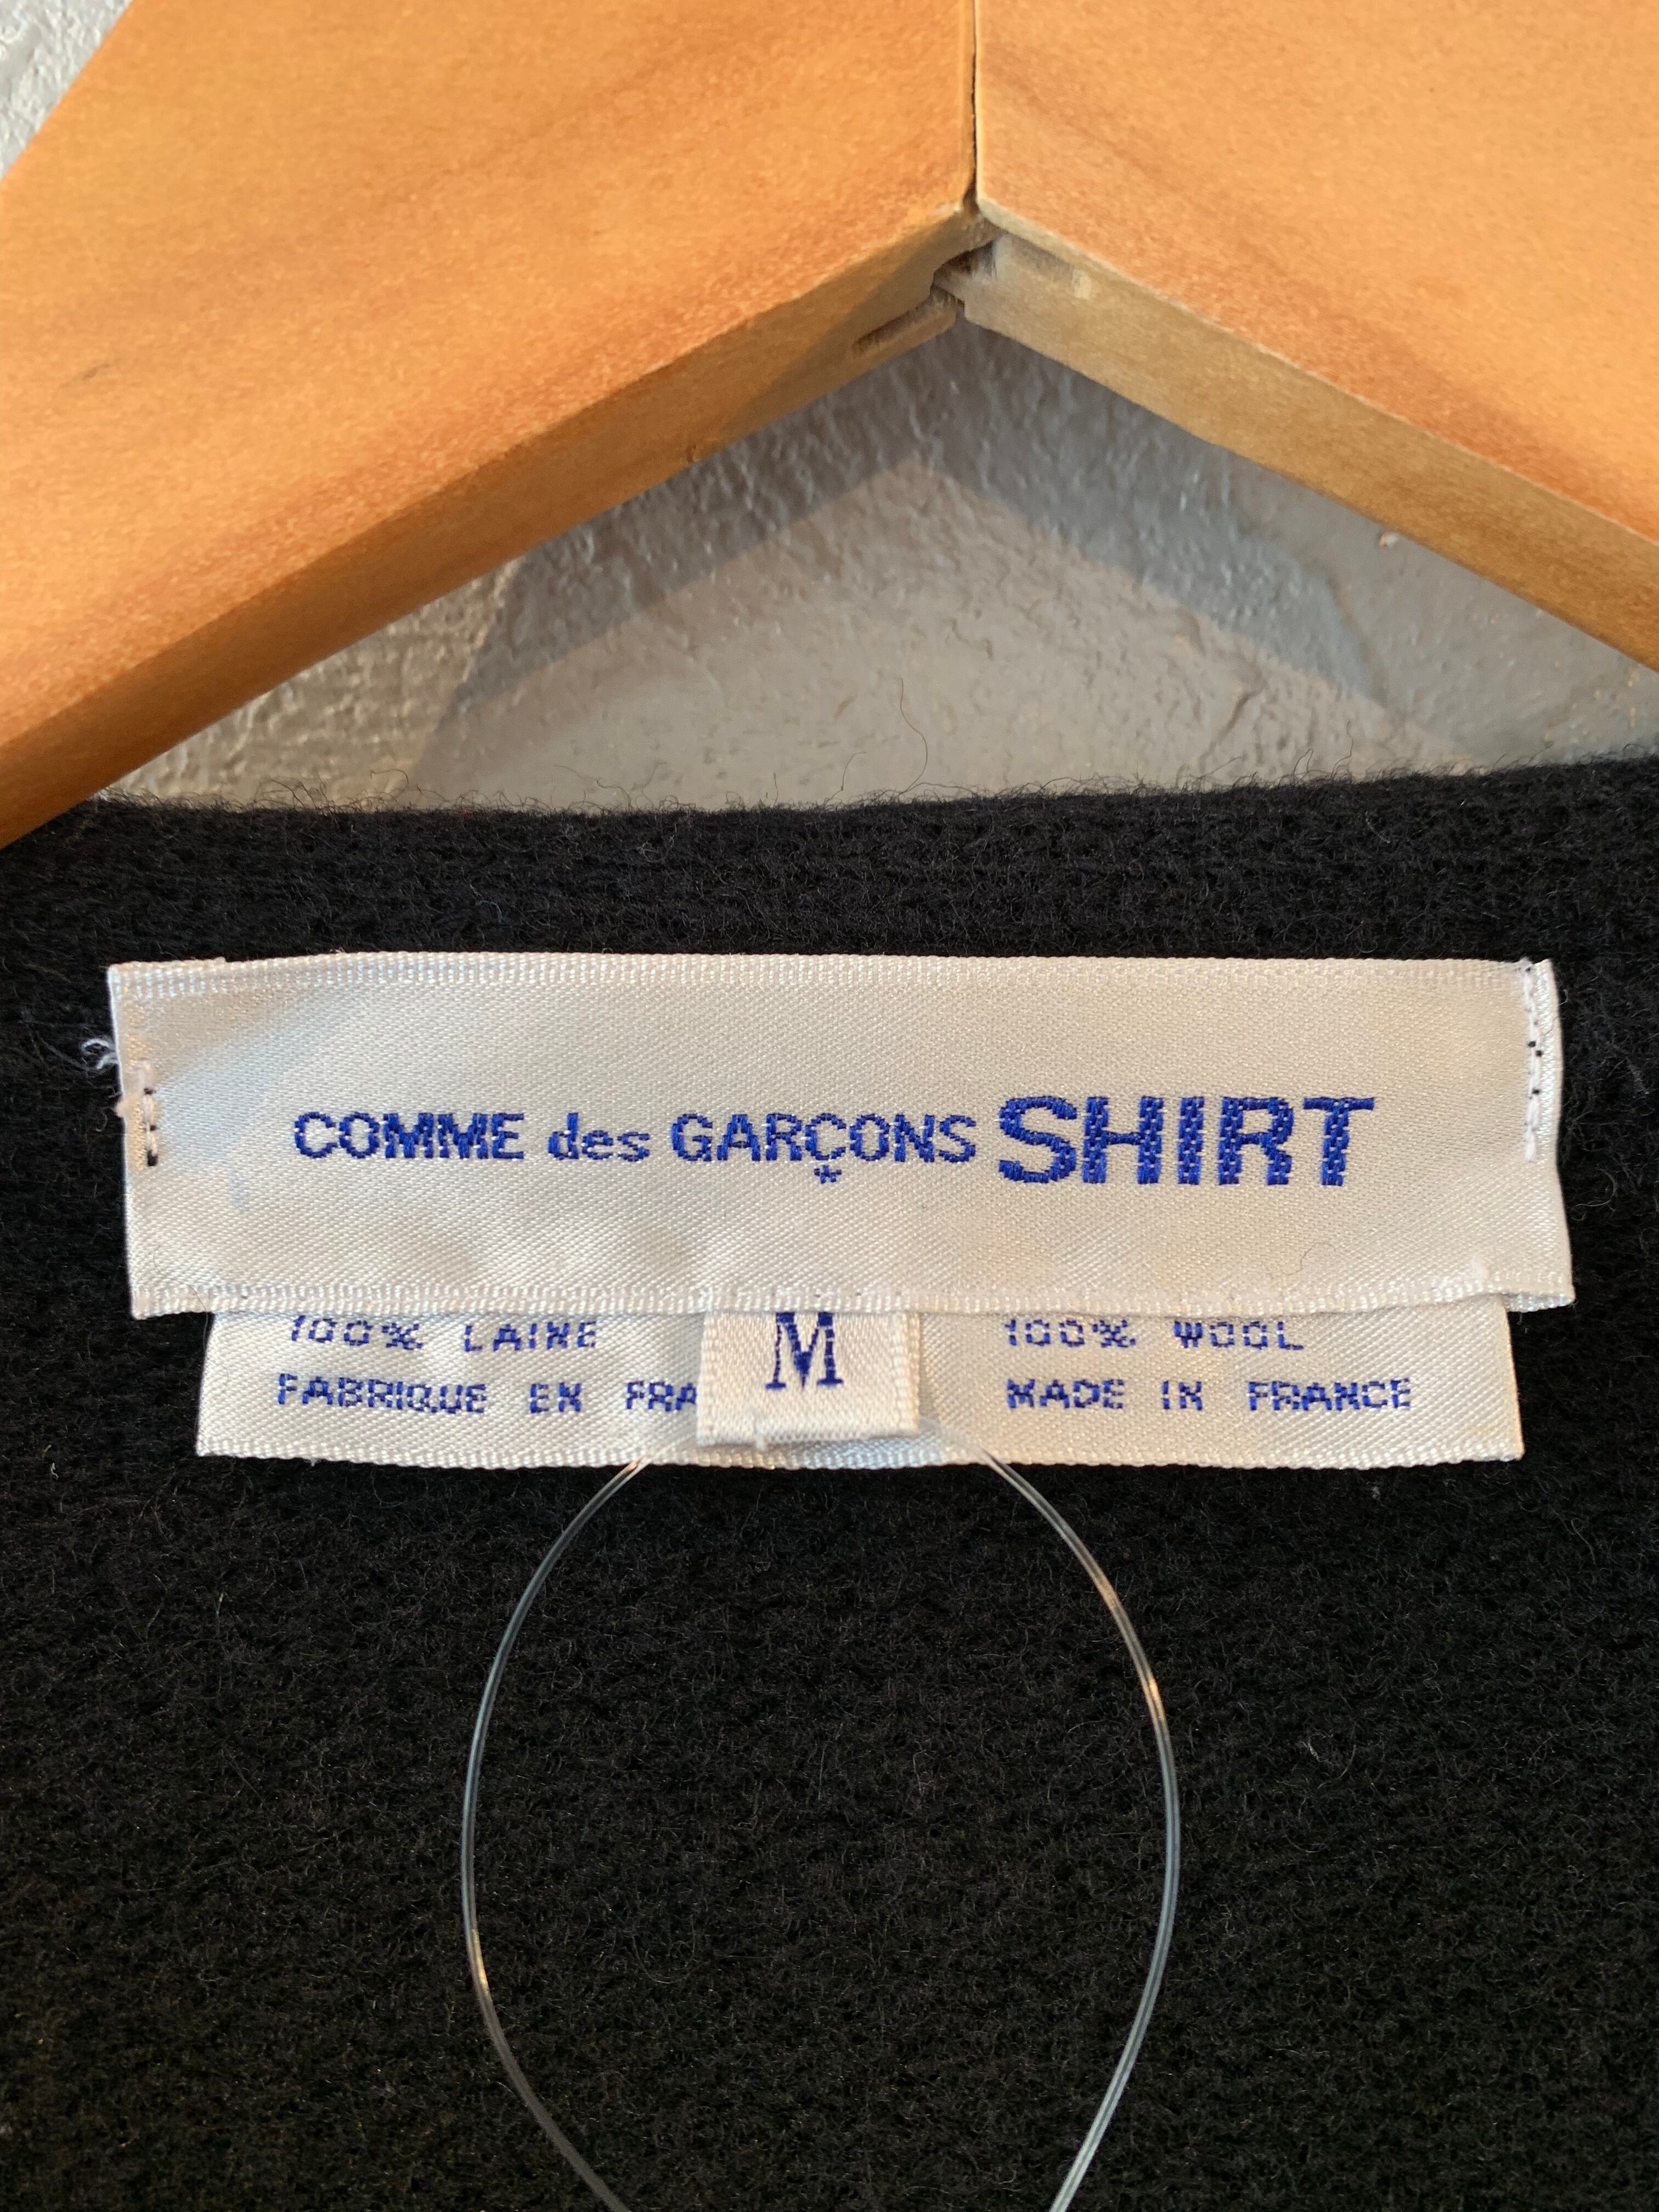 COMME des GARÇONS SHIRT
100% LAINE M 100% WOOL
FABRIQUE EN FRA MADE IN FRANCE